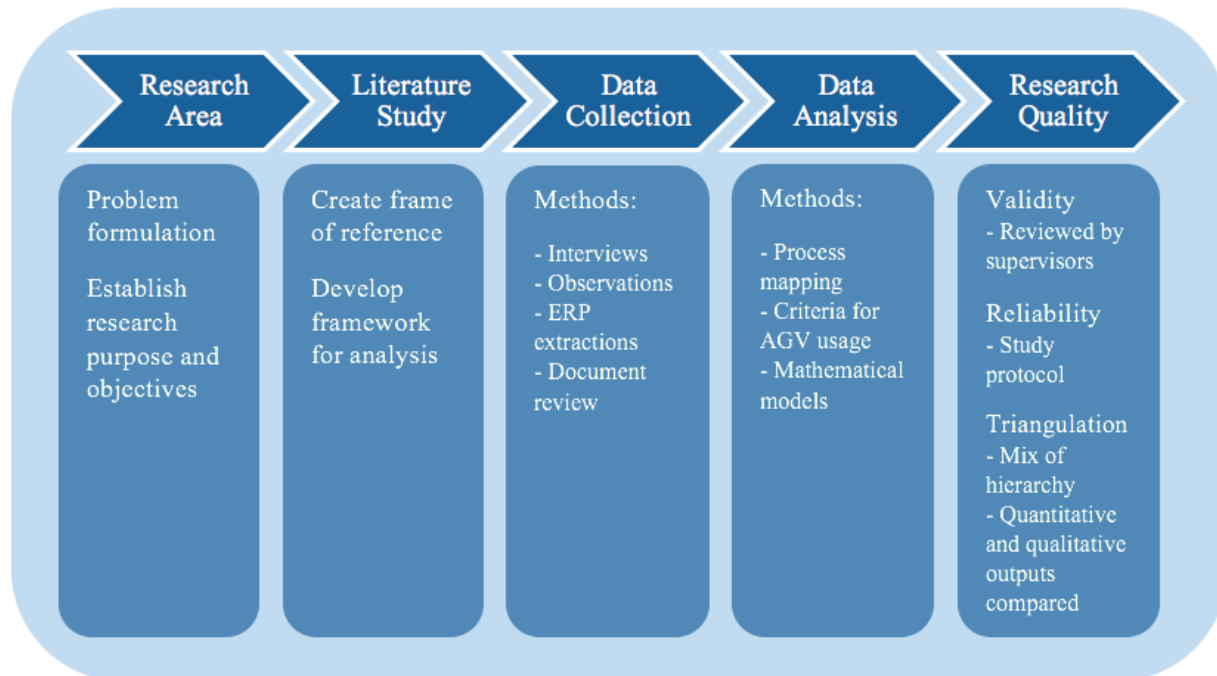 Research
Area
Literature
Study
Data
Collection
Data
Analysis
Research
Quality
Problem
formulation
Establish
research
purpose and
objectives
Create frame
of reference
Develop
framework
for analysis
Methods:
- Interviews
- Observations
- ERP
extractions
- Document
review
Methods:
- Process
mapping
- Criteria for
AGV usage
- Mathematical
models
Validity
- Reviewed by
supervisors
Reliability
- Study
protocol
Triangulation
- Mix of
hierarchy
- Quantitative
and qualitative
outputs
compared